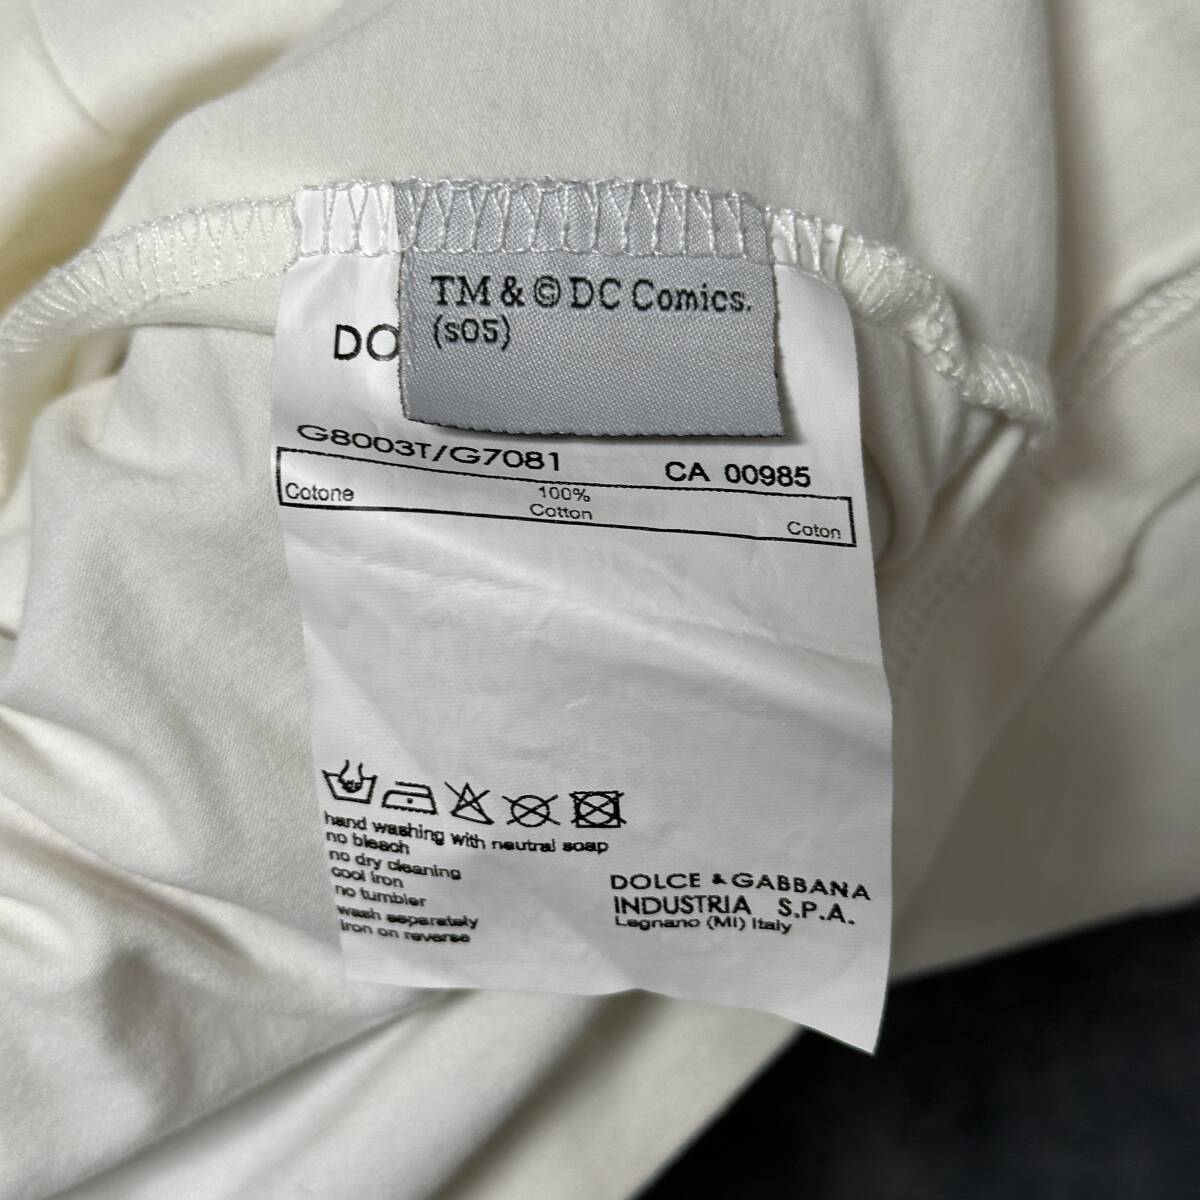 TM & © DC Comics.
(s05)
DO
G8003T/G7081 CA 00985
100%
Cotone Cotton Coton
hand washing with neutral soap
no bleach
no dry cleaning
cool iron
no tumbler
wash separately
iron on reverse
DOLCE & GABBANA
INDUSTRIA S.P.A.
Legnano (MI) Italy